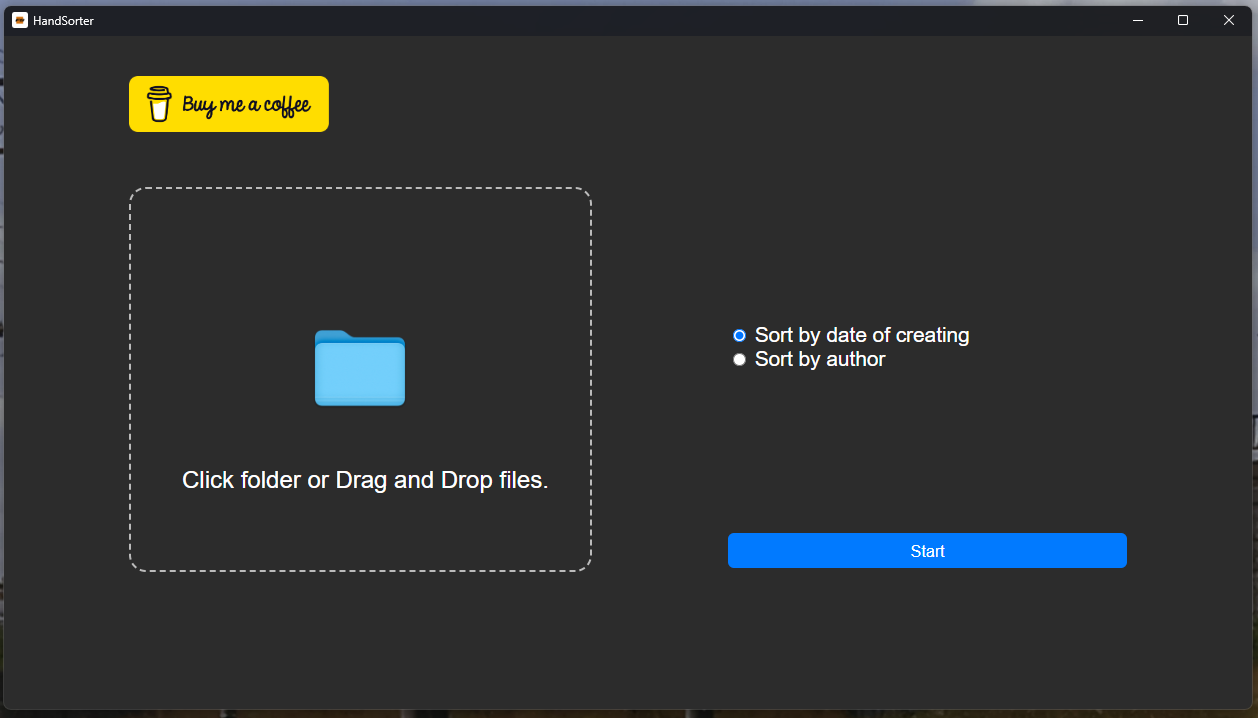 HandSorter
Buy me a coffee
Click folder or Drag and Drop files.
Sort by date of creating
Sort by author
Start